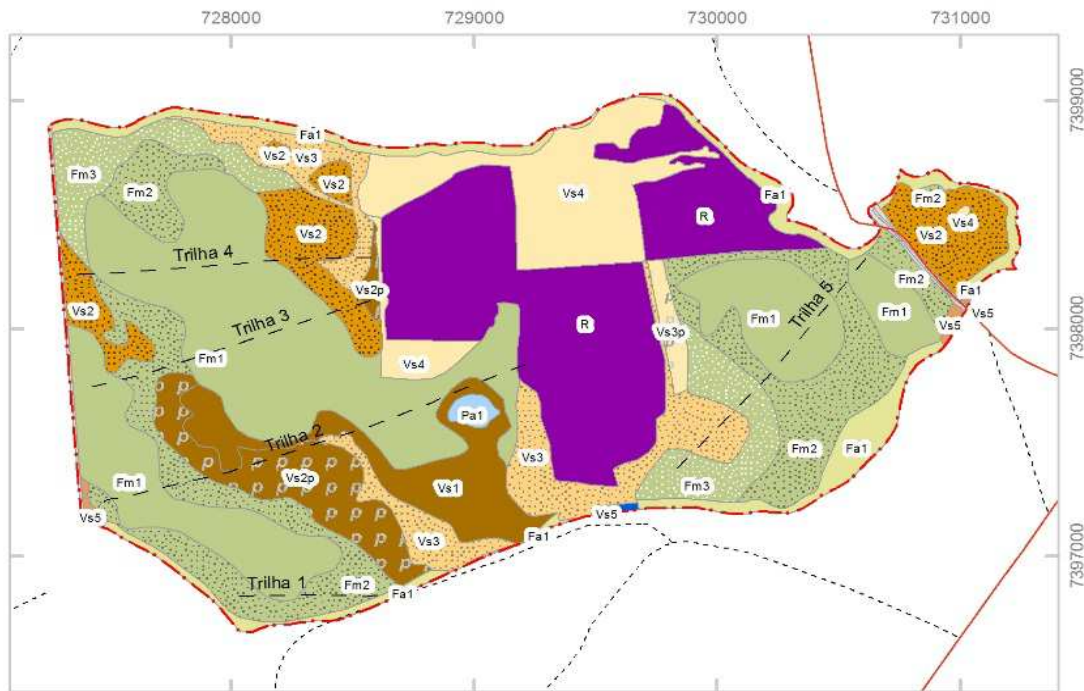 728000 729000 730000 731000
7399000
7398000
7397000
Fa1
Vs2
Vs3
Fm3
Fm2
Vs2
Vs4
Fa1
Fm2
R
Vs2
Vs4
Vs2
Trilha 4
Fm2
Fa1
Vs2p
Vs2
Trilha 5
Fm1
Fm1
Vs5
Vs5
Trilha 3
R
Vs3p
Fm1
Vs4
p p p p p p p p p p p p p p p p p p p p p p p p p p p p p p
Pa1
Trilha 2
Vs3
Fm2
Fa1
Vs2p
Fm1
Vs1
Fm3
Vs5
Vs5
Vs3
Fa1
Trilha 1
Fm2
Fa1